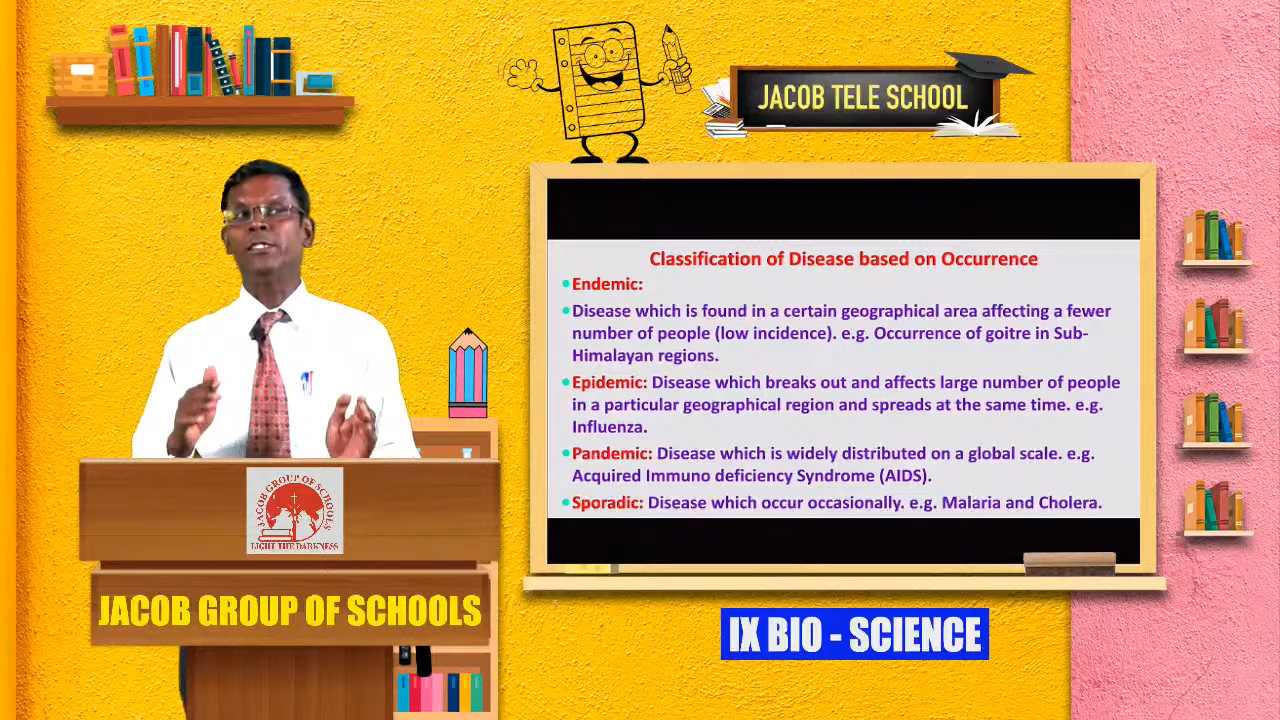 JACOB TELE SCHOOL
Classification of Disease based on Occurrence
•Endemic:
•Disease which is found in a certain geographical area affecting a fewer
number of people (low incidence). e.g. Occurrence of goitre in Sub-
Himalayan regions.
•Epidemic: Disease which breaks out and affects large number of people
in a particular geographical region and spreads at the same time. e.g.
Influenza.
•Pandemic: Disease which is widely distributed on a global scale. e.g.
Acquired Immuno deficiency Syndrome (AIDS).
•Sporadic: Disease which occur occasionally. e.g. Malaria and Cholera.
JACOB GROUP OF SCHOOLS
LIGHT THE DARKNESS
JACOB GROUP OF SCHOOLS
IX BIO - SCIENCE